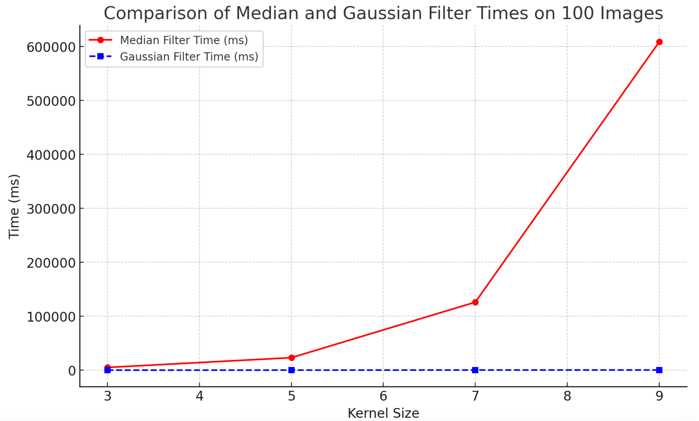 Comparison of Median and Gaussian Filter Times on 100 Images
Median Filter Time (ms)
Gaussian Filter Time (ms)
Time (ms)
600000
500000
400000
300000
200000
100000
0
3 4 5 6 7 8 9
Kernel Size